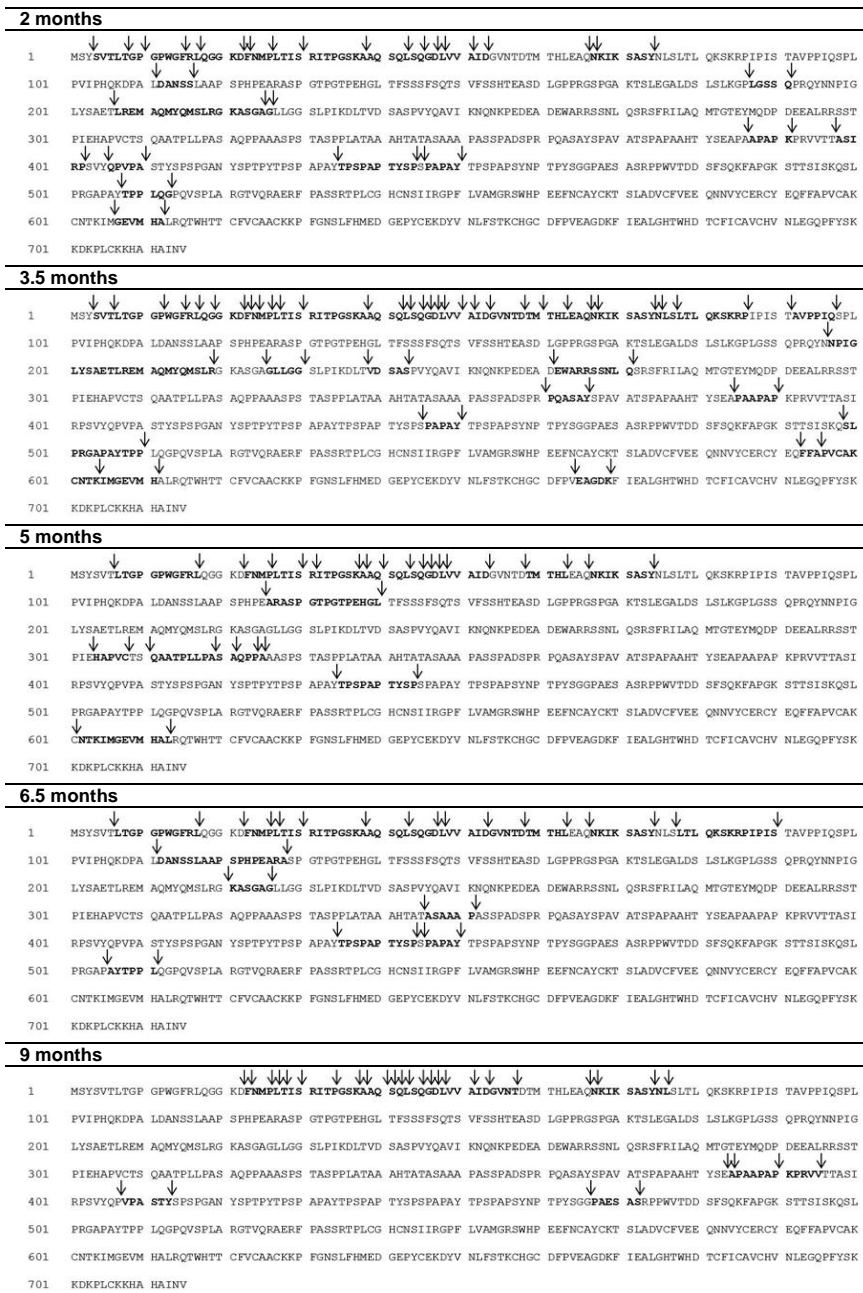 2 months
1 MSYSVTLTGP GPWGFRLQGG KDFNMPLTIS RITPGSKAAQ SQLSQGDLVV AIDGVNTDTM THLEAQNKIK SASYNLSLTL QKSKRPIPIS TAVPPIQSPL
101 PVIPHQKDPA LDANSSLAAP SPHPEARASP GTPGTPEHGL TFSSSFSQTS VFSSHTEASD LGPPRGSPGA KTSLEGALDS LSLKGPLGSS QPRQYNNPIG
201 LYSAETLREM AQMYQMSLRG KASGAGLLGG SLPIKDLTVD SASPVYQAVI KNQNKPEDEA DEWARRSSNL QSRSFRILAQ MTGTEYMQDP DEEALRRSST
301 PIEHAPVCTS QAATPLLPAS AQPPAAASPS TASPPLATAA AHTATASAAA PASSPADSPR PQASAYSPAV ATSPAPAAHT YSEAPAAPAP KPRVVTTASI
401 RPSVYQPVPA STYSPSPGAN YSPTPYTPSP APAYTPSPAP TYSPSPAPAY TPSPAPSYNP TPYSGGPAES ASRPPWVTDD SFSQKFAPGK STTSISKQSL
501 PRGAPAYTPP LQGPQVSPLA RGTVQRAERF PASSRTPLCG HCNSIIRGPF LVAMGRSWHP EEFNCAYCKT SLADVCFVEE QNNVYCERCY EQFFAPVCAK
601 CNTKIMGEVM HALRQTWHTT CFVCAACKKP FGNSLFHMED GEPYCEKDYV NLFSTKCHGC DFPVEAGDKF IEALGHTWHD TCFICAVCHV NLEGQPFYSK
701 KDKPLCKKHA HAINV
3.5 months
1 MSYSVTLTGP GPWGFRLQGG KDFNMPLTIS RITPGSKAAQ SQLSQGDLVV AIDGVNTDTM THLEAQNKIK SASYNLSLTL QKSKRPIPIS TAVPPIQSPL
101 PVIPHQKDPA LDANSSLAAP SPHPEARASP GTPGTPEHGL TFSSSFSQTS VFSSHTEASD LGPPRGSPGA KTSLEGALDS LSLKGPLGSS QPRQYNNPIG
201 LYSAETLREM AQMYQMSLRG KASGAGLLGG SLPIKDLTVD SASPVYQAVI KNQNKPEDEA DEWARRSSNL QSRSFRILAQ MTGTEYMQDP DEEALRRSST
301 PIEHAPVCTS QAATPLLPAS AQPPAAASPS TASPPLATAA AHTATASAAA PASSPADSPR PQASAYSPAV ATSPAPAAHT YSEAPAAPAP KPRVVTTASI
401 RPSVYQPVPA STYSPSPGAN YSPTPYTPSP APAYTPSPAP TYSPSPAPAY TPSPAPSYNP TPYSGGPAES ASRPPWVTDD SFSQKFAPGK STTSISKQSL
501 PRGAPAYTPP LQGPQVSPLA RGTVQRAERF PASSRTPLCG HCNSIIRGPF LVAMGRSWHP EEFNCAYCKT SLADVCFVEE QNNVYCERCY EQFFAPVCAK
601 CNTKIMGEVM HALRQTWHTT CFVCAACKKP FGNSLFHMED GEPYCEKDYV NLFSTKCHGC DFPVEAGDKF IEALGHTWHD TCFICAVCHV NLEGQPFYSK
701 KDKPLCKKHA HAINV
5 months
1 MSYSVTLTGP GPWGFRLQGG KDFNMPLTIS RITPGSKAAQ SQLSQGDLVV AIDGVNTDTM THLEAQNKIK SASYNLSLTL QKSKRPIPIS TAVPPIQSPL
101 PVIPHQKDPA LDANSSLAAP SPHPEARASP GTPGTPEHGL TFSSSFSQTS VFSSHTEASD LGPPRGSPGA KTSLEGALDS LSLKGPLGSS QPRQYNNPIG
201 LYSAETLREM AQMYQMSLRG KASGAGLLGG SLPIKDLTVD SASPVYQAVI KNQNKPEDEA DEWARRSSNL QSRSFRILAQ MTGTEYMQDP DEEALRRSST
301 PIEHAPVCTS QAATPLLPAS AQPPAAASPS TASPPLATAA AHTATASAAA PASSPADSPR PQASAYSPAV ATSPAPAAHT YSEAPAAPAP KPRVVTTASI
401 RPSVYQPVPA STYSPSPGAN YSPTPYTPSP APAYTPSPAP TYSPSPAPAY TPSPAPSYNP TPYSGGPAES ASRPPWVTDD SFSQKFAPGK STTSISKQSL
501 PRGAPAYTPP LQGPQVSPLA RGTVQRAERF PASSRTPLCG HCNSIIRGPF LVAMGRSWHP EEFNCAYCKT SLADVCFVEE QNNVYCERCY EQFFAPVCAK
601 CNTKIMGEVM HALRQTWHTT CFVCAACKKP FGNSLFHMED GEPYCEKDYV NLFSTKCHGC DFPVEAGDKF IEALGHTWHD TCFICAVCHV NLEGQPFYSK
701 KDKPLCKKHA HAINV
6.5 months
1 MSYSVTLTGP GPWGFRLQGG KDFNMPLTIS RITPGSKAAQ SQLSQGDLVV AIDGVNTDTM THLEAQNKIK SASYNLSLTL QKSKRPIPIS TAVPPIQSPL
101 PVIPHQKDPA LDANSSLAAP SPHPEARASP GTPGTPEHGL TFSSSFSQTS VFSSHTEASD LGPPRGSPGA KTSLEGALDS LSLKGPLGSS QPRQYNNPIG
201 LYSAETLREM AQMYQMSLRG KASGAGLLGG SLPIKDLTVD SASPVYQAVI KNQNKPEDEA DEWARRSSNL QSRSFRILAQ MTGTEYMQDP DEEALRRSST
301 PIEHAPVCTS QAATPLLPAS AQPPAAASPS TASPPLATAA AHTATASAAA PASSPADSPR PQASAYSPAV ATSPAPAAHT YSEAPAAPAP KPRVVTTASI
401 RPSVYQPVPA STYSPSPGAN YSPTPYTPSP APAYTPSPAP TYSPSPAPAY TPSPAPSYNP TPYSGGPAES ASRPPWVTDD SFSQKFAPGK STTSISKQSL
501 PRGAPAYTPP LQGPQVSPLA RGTVQRAERF PASSRTPLCG HCNSIIRGPF LVAMGRSWHP EEFNCAYCKT SLADVCFVEE QNNVYCERCY EQFFAPVCAK
601 CNTKIMGEVM HALRQTWHTT CFVCAACKKP FGNSLFHMED GEPYCEKDYV NLFSTKCHGC DFPVEAGDKF IEALGHTWHD TCFICAVCHV NLEGQPFYSK
701 KDKPLCKKHA HAINV
9 months
1 MSYSVTLTGP GPWGFRLQGG KDFNMPLTIS RITPGSKAAQ SQLSQGDLVV AIDGVNTDTM THLEAQNKIK SASYNLSLTL QKSKRPIPIS TAVPPIQSPL
101 PVIPHQKDPA LDANSSLAAP SPHPEARASP GTPGTPEHGL TFSSSFSQTS VFSSHTEASD LGPPRGSPGA KTSLEGALDS LSLKGPLGSS QPRQYNNPIG
201 LYSAETLREM AQMYQMSLRG KASGAGLLGG SLPIKDLTVD SASPVYQAVI KNQNKPEDEA DEWARRSSNL QSRSFRILAQ MTGTEYMQDP DEEALRRSST
301 PIEHAPVCTS QAATPLLPAS AQPPAAASPS TASPPLATAA AHTATASAAA PASSPADSPR PQASAYSPAV ATSPAPAAHT YSEAPAAPAP KPRVVTTASI
401 RPSVYQPVPA STYSPSPGAN YSPTPYTPSP APAYTPSPAP TYSPSPAPAY TPSPAPSYNP TPYSGGPAES ASRPPWVTDD SFSQKFAPGK STTSISKQSL
501 PRGAPAYTPP LQGPQVSPLA RGTVQRAERF PASSRTPLCG HCNSIIRGPF LVAMGRSWHP EEFNCAYCKT SLADVCFVEE QNNVYCERCY EQFFAPVCAK
601 CNTKIMGEVM HALRQTWHTT CFVCAACKKP FGNSLFHMED GEPYCEKDYV NLFSTKCHGC DFPVEAGDKF IEALGHTWHD TCFICAVCHV NLEGQPFYSK
701 KDKPLCKKHA HAINV